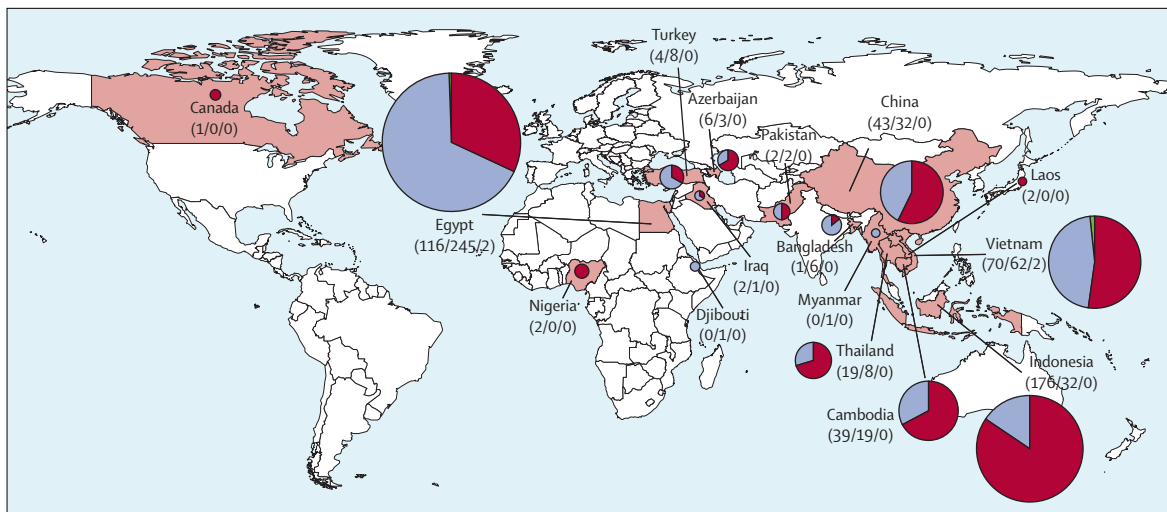 Turkey
(4/8/0)
Canada
(1/0/0)
Azerbaijan
(6/3/0)
China
(43/32/0)
Pakistan
(2/2/0)
Laos
(2/0/0)
Egypt
(116/245/2)
Bangladesh
(1/6/0)
Vietnam
(70/62/2)
Iraq
(2/1/0)
Nigeria
(2/0/0)
Djibouti
(0/1/0)
Myanmar
(0/1/0)
Thailand
(19/8/0)
Indonesia
(176/32/0)
Cambodia
(39/19/0)